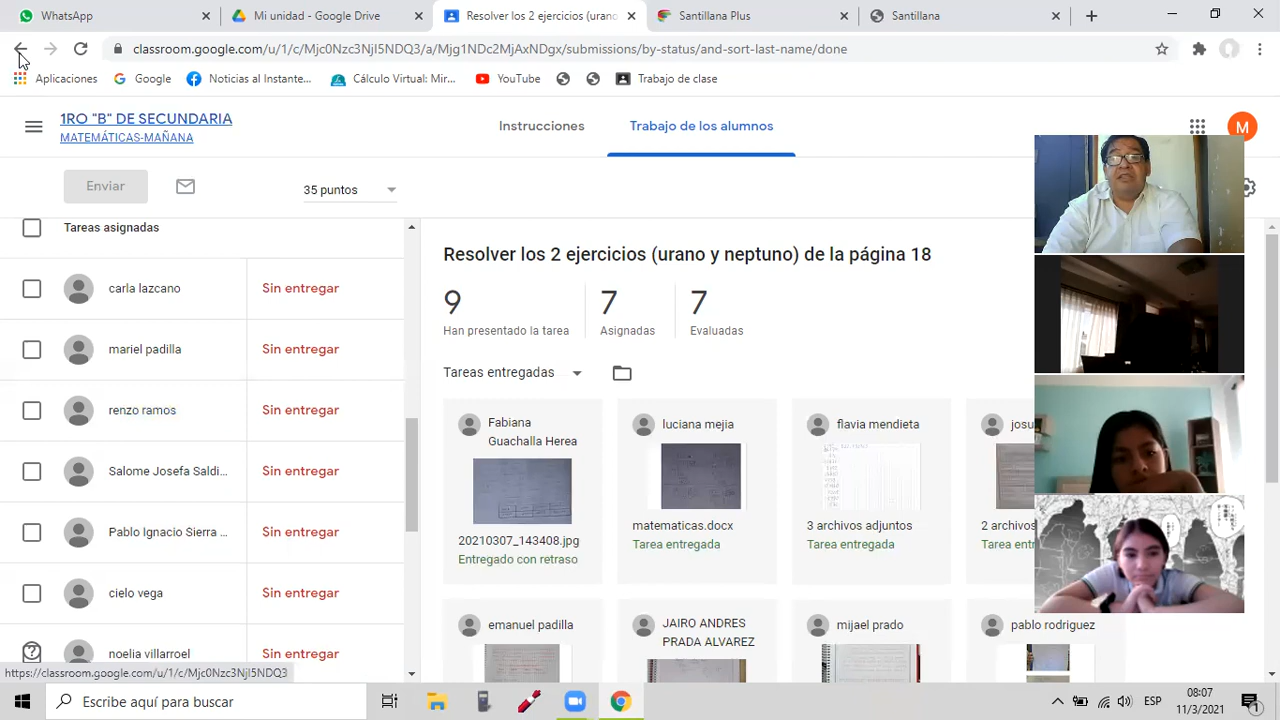 WhatsApp
Mi unidad - Google Drive
Resolver los 2 ejercicios (urano
Santillana Plus
Santillana
classroom.google.com/u/1/c/Mjc0Nzc3NjI5NDQ3/a/Mjg1NDc2MjAxNDgx/submissions/by-status/and-sort-last-name/done
Aplicaciones
Google
Noticias al Instante...
Cálculo Virtual: Mir...
YouTube
Trabajo de clase
1RO "B" DE SECUNDARIA
MATEMÁTICAS-MAÑANA
Instrucciones
Trabajo de los alumnos
M
Enviar
35 puntos
Tareas asignadas
carla lazcano Sin entregar
mariel padilla Sin entregar
renzo ramos Sin entregar
Salome Josefa Saldi... Sin entregar
Pablo Ignacio Sierra ... Sin entregar
cielo vega Sin entregar
noelia villarroel Sin entregar
Resolver los 2 ejercicios (urano y neptuno) de la página 18
9 7 7
Han presentado la tarea Asignadas Evaluadas
Tareas entregadas
Fabiana
Guachalla Herea
20210307_143408.jpg
Entregado con retraso
luciana mejia
matematicas.docx
Tarea entregada
flavia mendieta
3 archivos adjuntos
Tarea entregada
josu
2 archivos
Tarea entr
emanuel padilla
JAIRO ANDRES
PRADA ALVAREZ
mijael prado
pablo rodriguez
https://classroom.google.com/u/1/c/Mjc0Nzc3NjI5NDQ3
Escribe aquí para buscar
ESP
08:07
11/3/2021
1